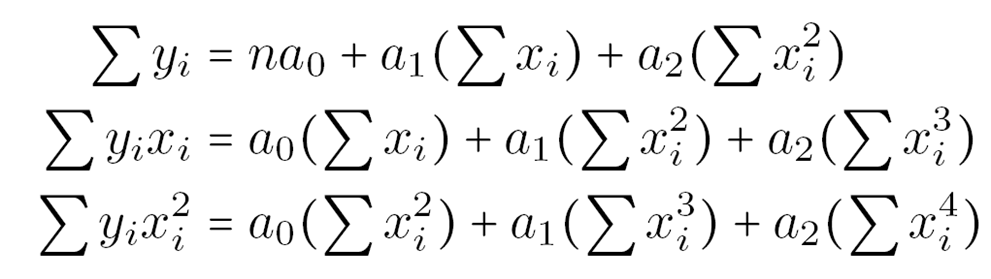 ∑ yᵢ = na₀ + a₁(∑ xᵢ) + a₂(∑ xᵢ²)
∑ yᵢxᵢ = a₀(∑ xᵢ) + a₁(∑ xᵢ²) + a₂(∑ xᵢ³)
∑ yᵢxᵢ² = a₀(∑ xᵢ²) + a₁(∑ xᵢ³) + a₂(∑ xᵢ⁴)